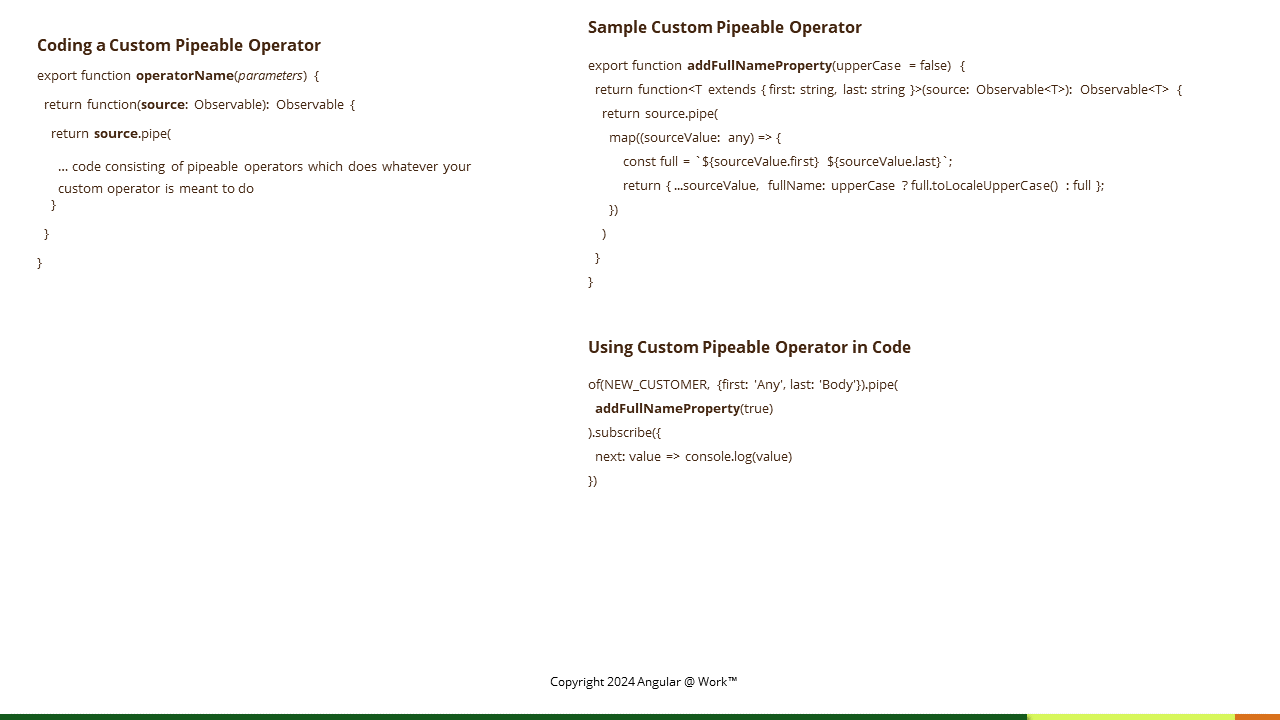 Coding a Custom Pipeable Operator
export function operatorName(parameters) {
return function(source: Observable): Observable {
return source.pipe(
... code consisting of pipeable operators which does whatever your
custom operator is meant to do
}
}
}
Sample Custom Pipeable Operator
export function addFullNameProperty(upperCase = false) {
return function<T extends { first: string, last: string }>(source: Observable<T>): Observable<T> {
return source.pipe(
map((sourceValue: any) => {
const full = `${sourceValue.first} ${sourceValue.last}`;
return { ...sourceValue, fullName: upperCase ? full.toLocaleUpperCase() : full };
})
)
}
}
Using Custom Pipeable Operator in Code
of(NEW_CUSTOMER, {first: 'Any', last: 'Body'}).pipe(
addFullNameProperty(true)
).subscribe({
next: value => console.log(value)
})
Copyright 2024 Angular @ Work™